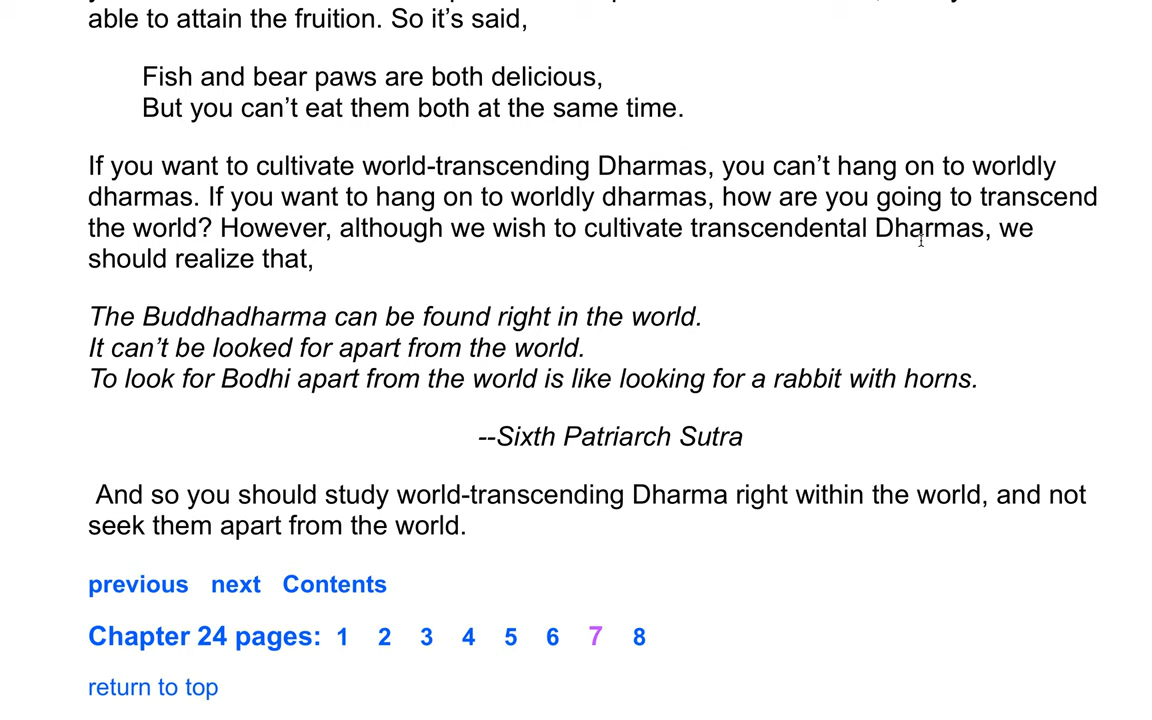 able to attain the fruition. So it’s said,
Fish and bear paws are both delicious,
But you can’t eat them both at the same time.
If you want to cultivate world-transcending Dharmas, you can’t hang on to worldly
dharmas. If you want to hang on to worldly dharmas, how are you going to transcend
the world? However, although we wish to cultivate transcendental Dharmas, we
should realize that,
The Buddhadharma can be found right in the world.
It can’t be looked for apart from the world.
To look for Bodhi apart from the world is like looking for a rabbit with horns.
--Sixth Patriarch Sutra
And so you should study world-transcending Dharma right within the world, and not
seek them apart from the world.
previous next Contents
Chapter 24 pages: 1 2 3 4 5 6 7 8
return to top